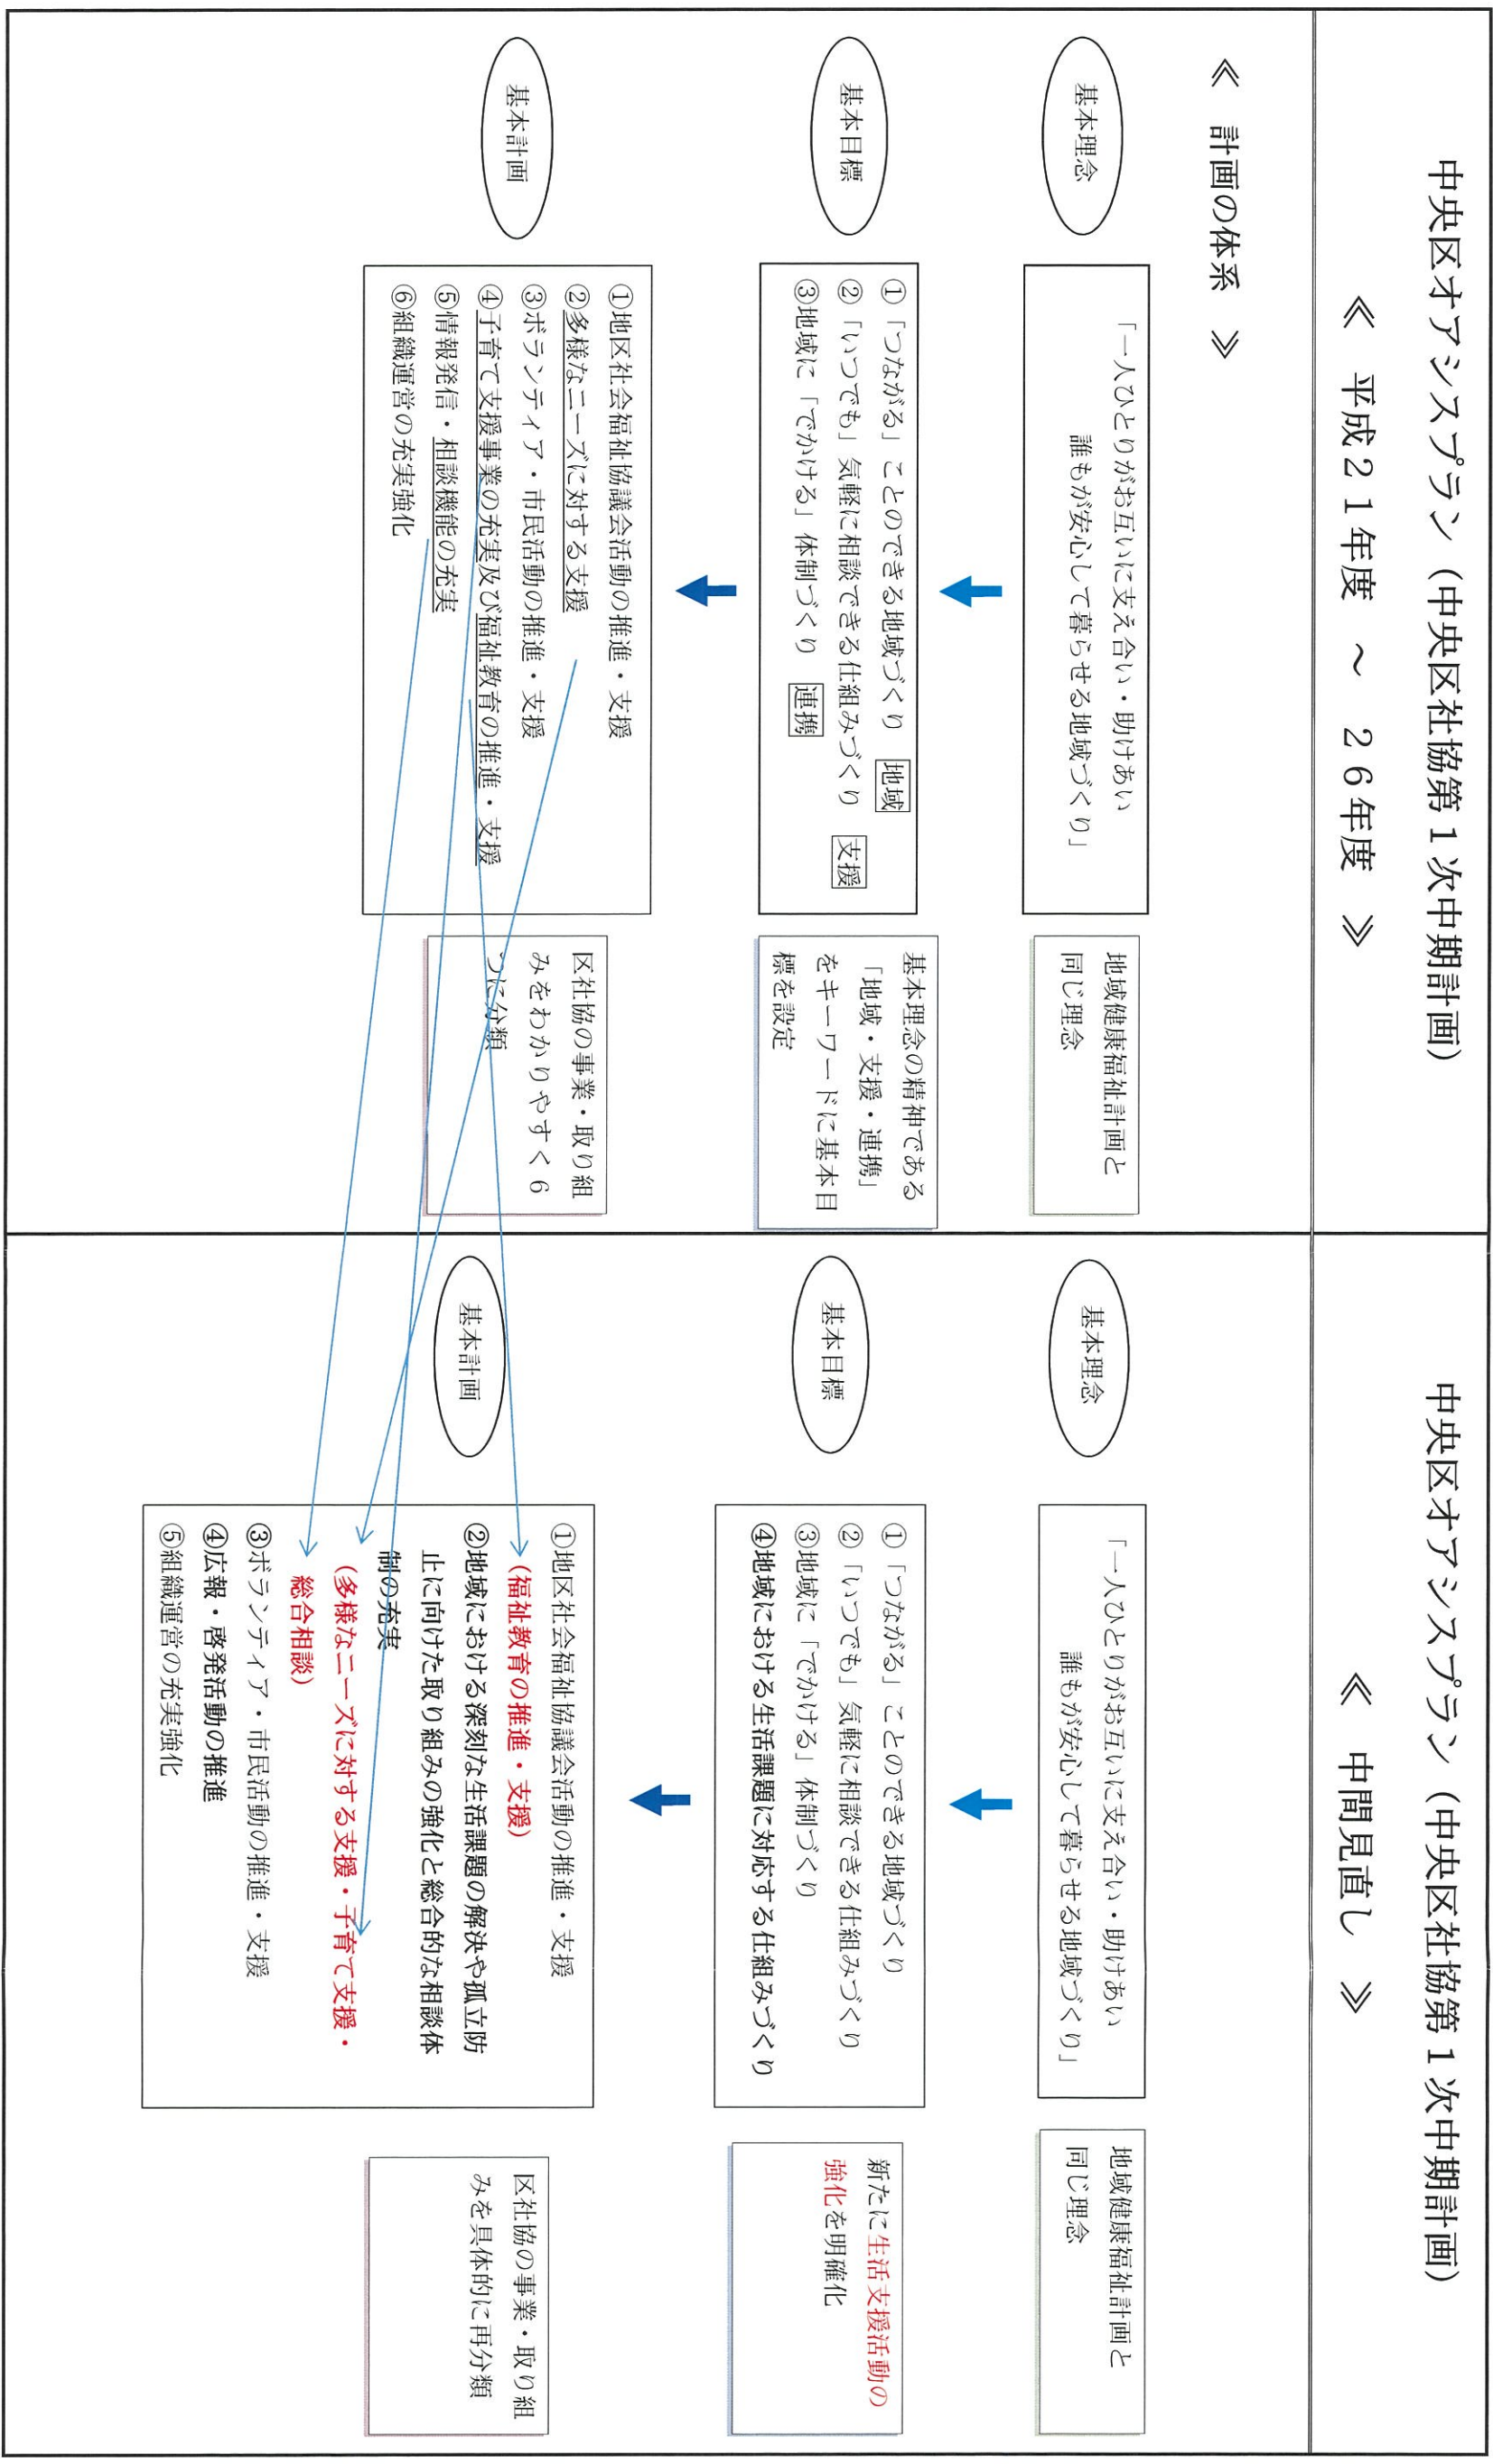 中央区オアシスプラン（中央区社協第１次中期計画）
≪　平成２１年度　～　２６年度　≫
≪　計画の体系　≫
基本理念
「一人ひとりがお互いに支え合い・助けあい
誰もが安心して暮らせる地域づくり」
地域健康福祉計画と
同じ理念
基本目標
①「つながる」ことのできる地域づくり　地域
②「いつでも」気軽に相談できる仕組みづくり　支援
③地域に「でかける」体制づくり　連携
基本理念の精神である
「地域・支援・連携」
をキーワードに基本目
標を設定
基本計画
①地区社会福祉協議会活動の推進・支援
②多様なニーズに対する支援
③ボランティア・市民活動の推進・支援
④子育て支援事業の充実及び福祉教育の推進・支援
⑤情報発信・相談機能の充実
⑥組織運営の充実強化
区社協の事業・取り組
みをわかりやすく６
つに分類
中央区オアシスプラン（中央区社協第１次中期計画）
≪　中間見直し　≫
基本理念
「一人ひとりがお互いに支え合い・助けあい
誰もが安心して暮らせる地域づくり」
地域健康福祉計画と
同じ理念
基本目標
①「つながる」ことのできる地域づくり
②「いつでも」気軽に相談できる仕組みづくり
③地域に「でかける」体制づくり
④地域における生活課題に対応する仕組みづくり
新たに生活支援活動の
強化を明確化
基本計画
①地区社会福祉協議会活動の推進・支援
（福祉教育の推進・支援）
②地域における深刻な生活課題の解決や孤立防
止に向けた取り組みの強化と総合的な相談体
制の充実
（多様なニーズに対する支援・子育て支援・
総合相談）
③ボランティア・市民活動の推進・支援
④広報・啓発活動の推進
⑤組織運営の充実強化
区社協の事業・取り組
みを具体的に再分類